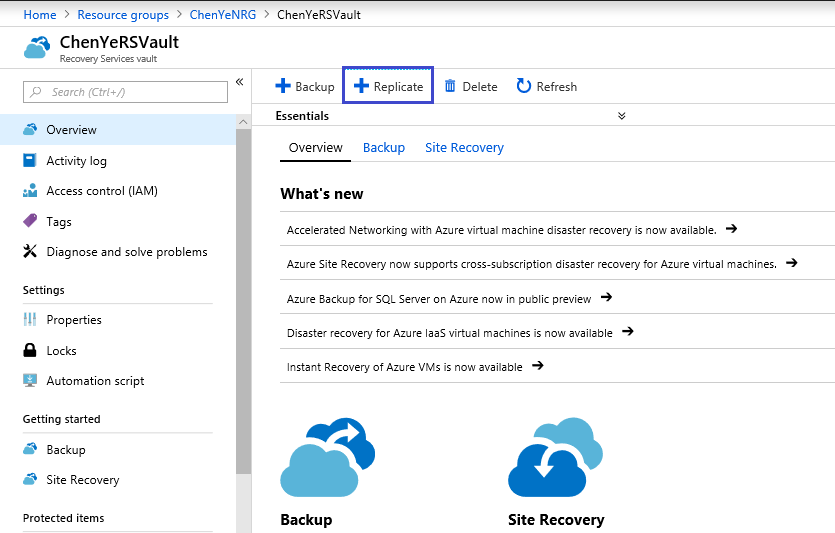 Home > Resource groups > ChenYeNRG > ChenYeRSVault
ChenYeRSVault
Recovery Services vault
Search (Ctrl+/)
«
Overview
Activity log
Access control (IAM)
Tags
Diagnose and solve problems
Settings
Properties
Locks
Automation script
Getting started
Backup
Site Recovery
Protected items
+ Backup + Replicate Delete Refresh
Essentials
Overview Backup Site Recovery
What's new
Accelerated Networking with Azure virtual machine disaster recovery is now available. →
Azure Site Recovery now supports cross-subscription disaster recovery for Azure virtual machines. →
Azure Backup for SQL Server on Azure now in public preview →
Disaster recovery for Azure IaaS virtual machines is now available →
Instant Recovery of Azure VMs is now available →
Backup Site Recovery